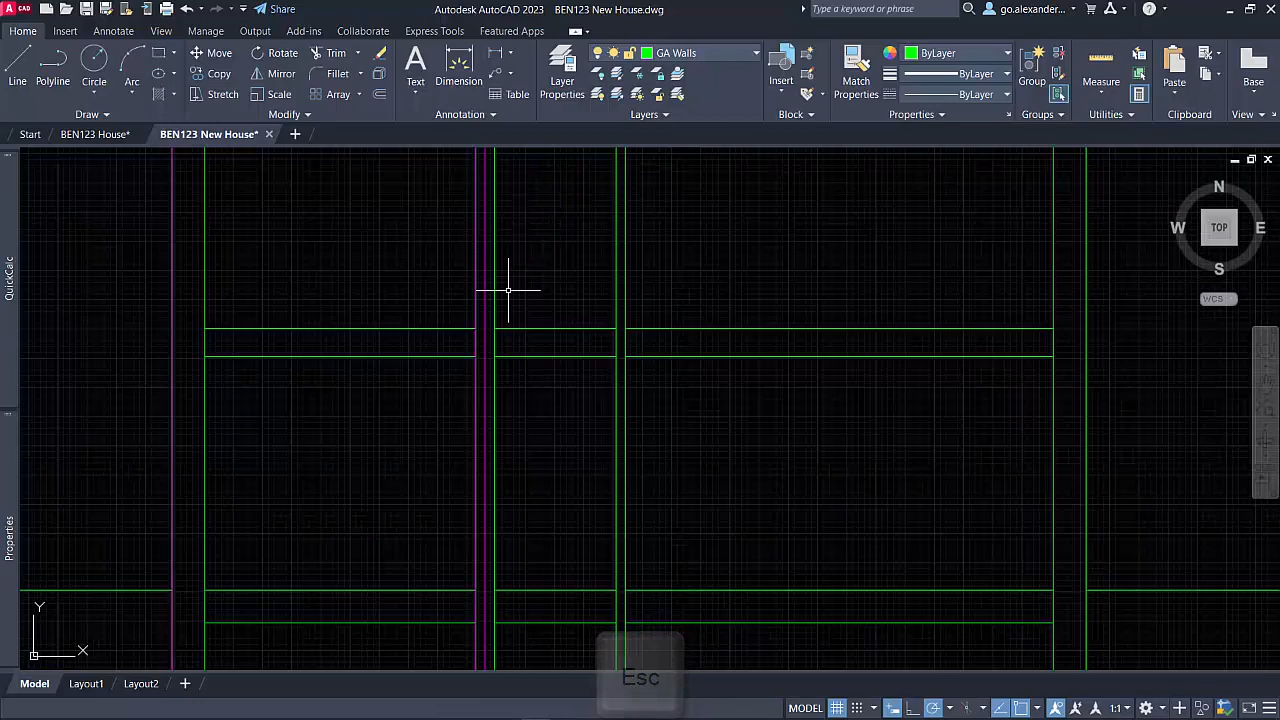 CAD
Share
Autodesk AutoCAD 2023 BEN123 New House.dwg
Type a keyword or phrase
go.alexander...
Home Insert Annotate View Manage Output Add-ins Collaborate Express Tools Featured Apps
Line Polyline Circle Arc
Move Rotate Trim
Copy Mirror Fillet
Stretch Scale Array
Text Dimension Table
Layer Properties
GA Walls
Insert
Match Properties
ByLayer
ByLayer
ByLayer
Group
Measure
Paste
Base
Draw Modify Annotation Layers Block Properties Groups Utilities Clipboard View
Start BEN123 House* BEN123 New House*
QuickCalc
Properties
N
W TOP E
S
WCS
Y
X
Esc
Model Layout1 Layout2
MODEL 1:1